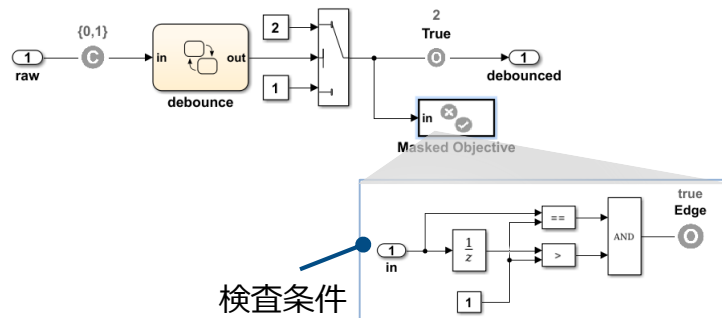 {0,1}
2
True
1
raw
C
in
out
debounce
2
1
O
1
debounced
in
Masked Objective
true
Edge
==
1
in
1
z
>
AND
O
1
検査条件